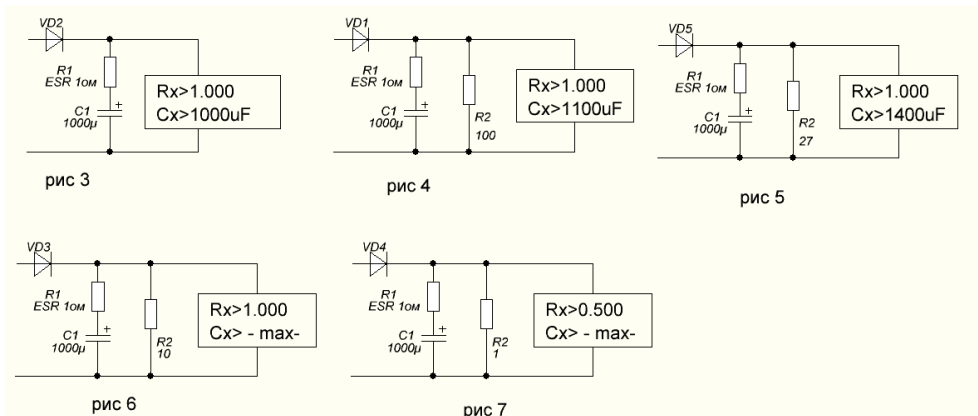 VD2
R1
ESR 1ом
C1
1000µ
+
Rx>1.000
Cx>1000uF
рис 3
VD1
R1
ESR 1ом
C1
1000µ
+
R2
100
Rx>1.000
Cx>1100uF
рис 4
VD5
R1
ESR 1ом
C1
1000µ
+
R2
27
Rx>1.000
Cx>1400uF
рис 5
VD3
R1
ESR 1ом
C1
1000µ
+
R2
10
Rx>1.000
Cx> - max-
рис 6
VD4
R1
ESR 1ом
C1
1000µ
+
R2
1
Rx>0.500
Cx> - max-
рис 7